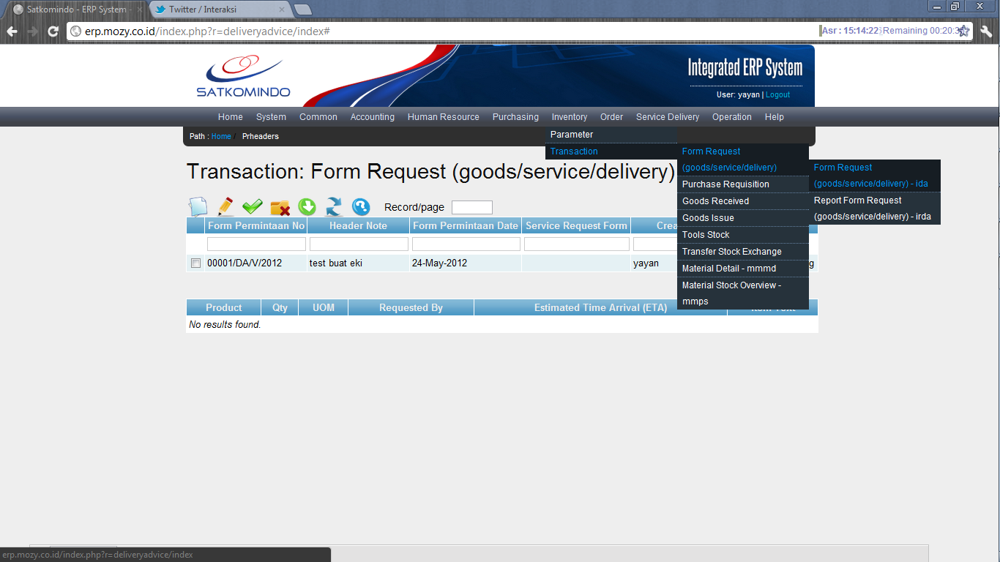 Satkomindo - ERP System -
Twitter / Interaksi
erp.mozy.co.id/index.php?r=deliveryadvice/index#
Asr : 15:14:22 Remaining 00:20:3
SATKOMINDO
Integrated ERP System
User: yayan | Logout
Home System Common Accounting Human Resource Purchasing Inventory Order Service Delivery Operation Help
Path : Home / Prheaders
Parameter
Transaction
Form Request
(goods/service/delivery)
Purchase Requisition
Goods Received
Goods Issue
Tools Stock
Transfer Stock Exchange
Material Detail - mmmd
Material Stock Overview -
mmps
Form Request
(goods/service/delivery) - ida
Report Form Request
(goods/service/delivery) - irda
Transaction: Form Request (goods/service/delivery)
Record/page
Form Permintaan No Header Note Form Permintaan Date Service Request Form Crea
00001/DA/V/2012 test buat eki 24-May-2012 yayan g
Product Qty UOM Requested By Estimated Time Arrival (ETA) Item Text
No results found.
erp.mozy.co.id/index.php?r=deliveryadvice/index